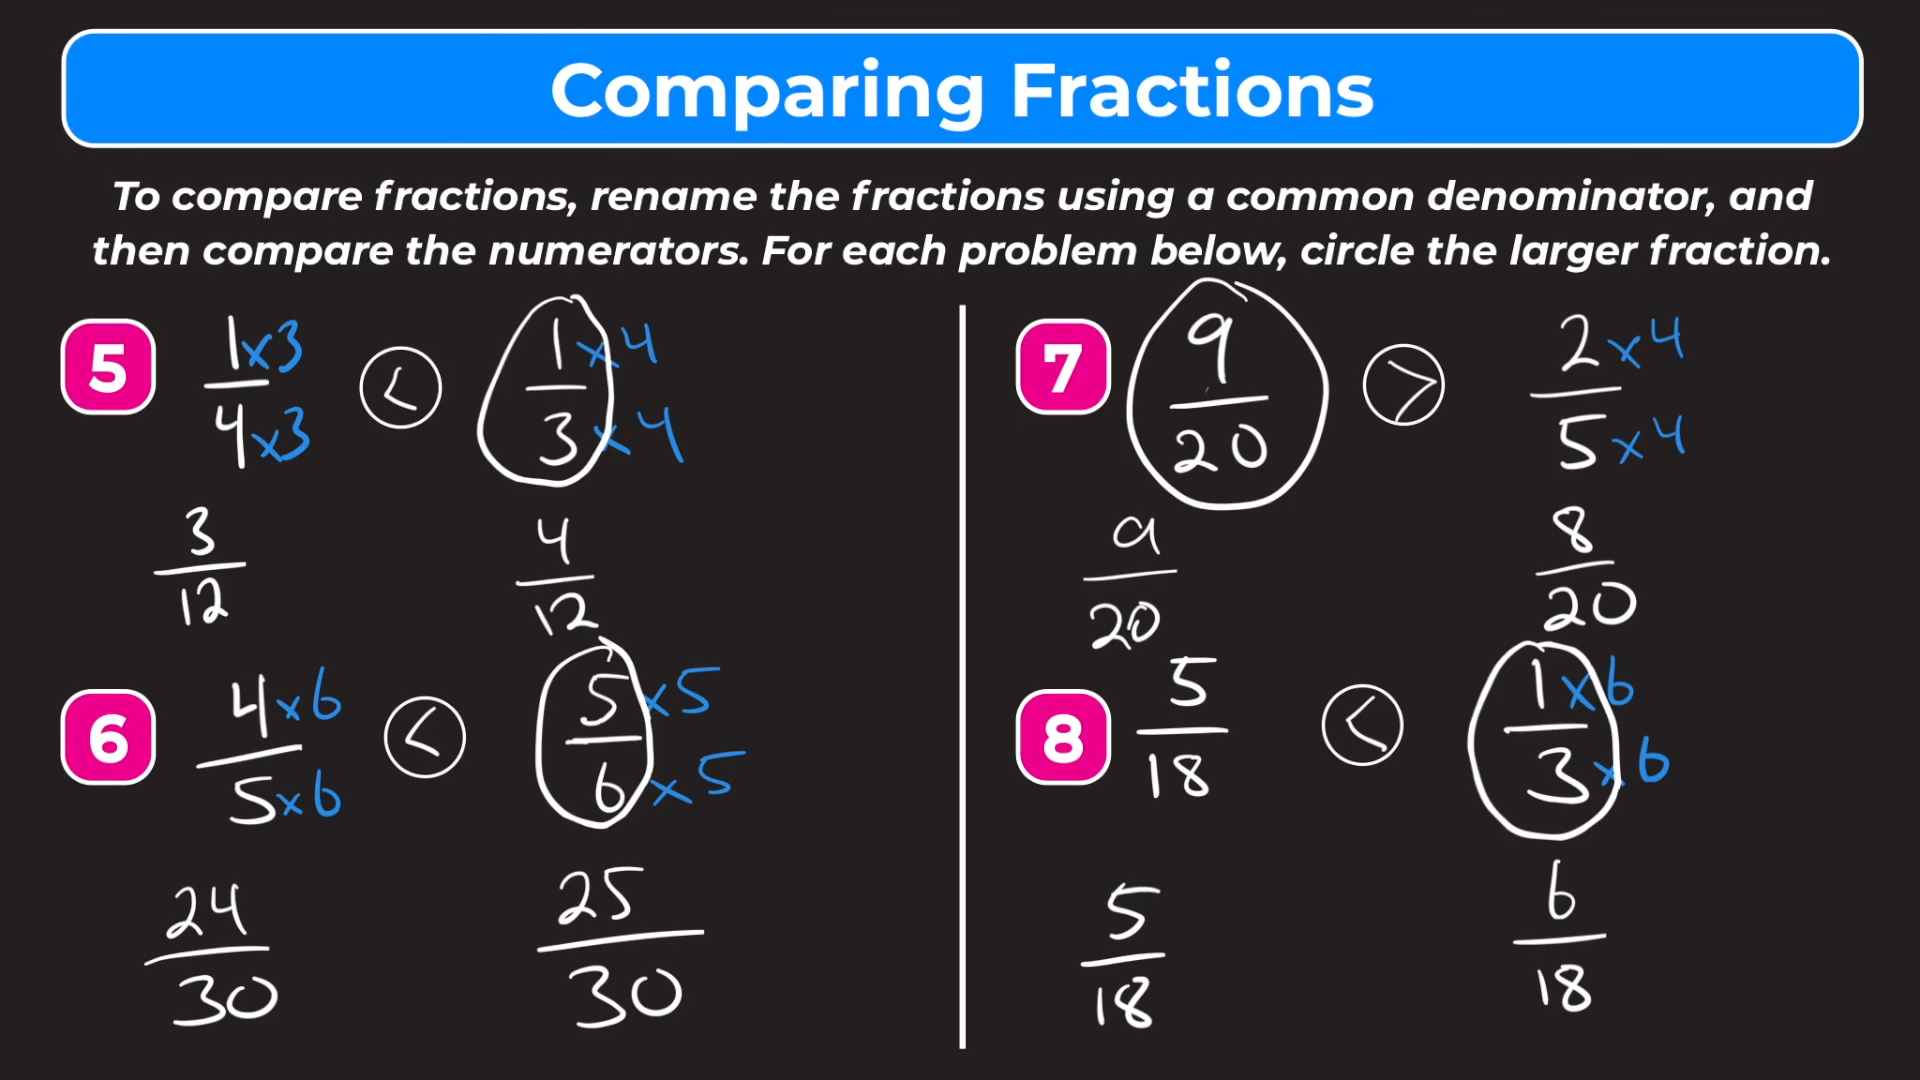 Comparing Fractions
To compare fractions, rename the fractions using a common denominator, and
then compare the numerators. For each problem below, circle the larger fraction.
5
1x3 < 1x4
4x3 3x4
3 4
12 12
6
4x6 < 5x5
5x6 6x5
24 25
30 30
7
9 > 2x4
20 5x4
9 8
20 20
8
5 < 1x6
18 3x6
5 6
18 18